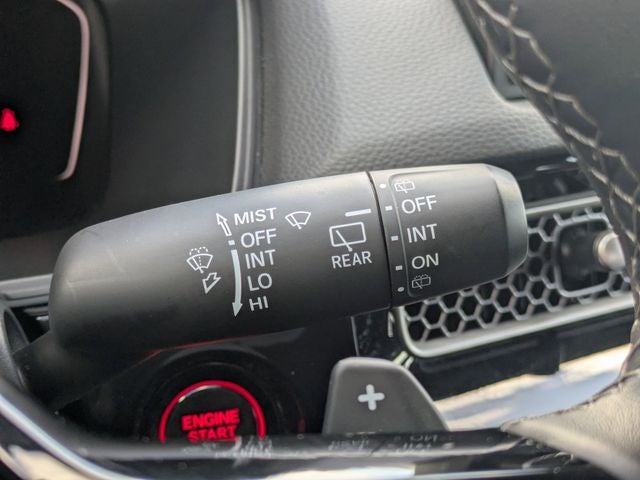 MIST
OFF
INT
LO
HI
REAR
OFF
INT
ON
ENGINE
START
+